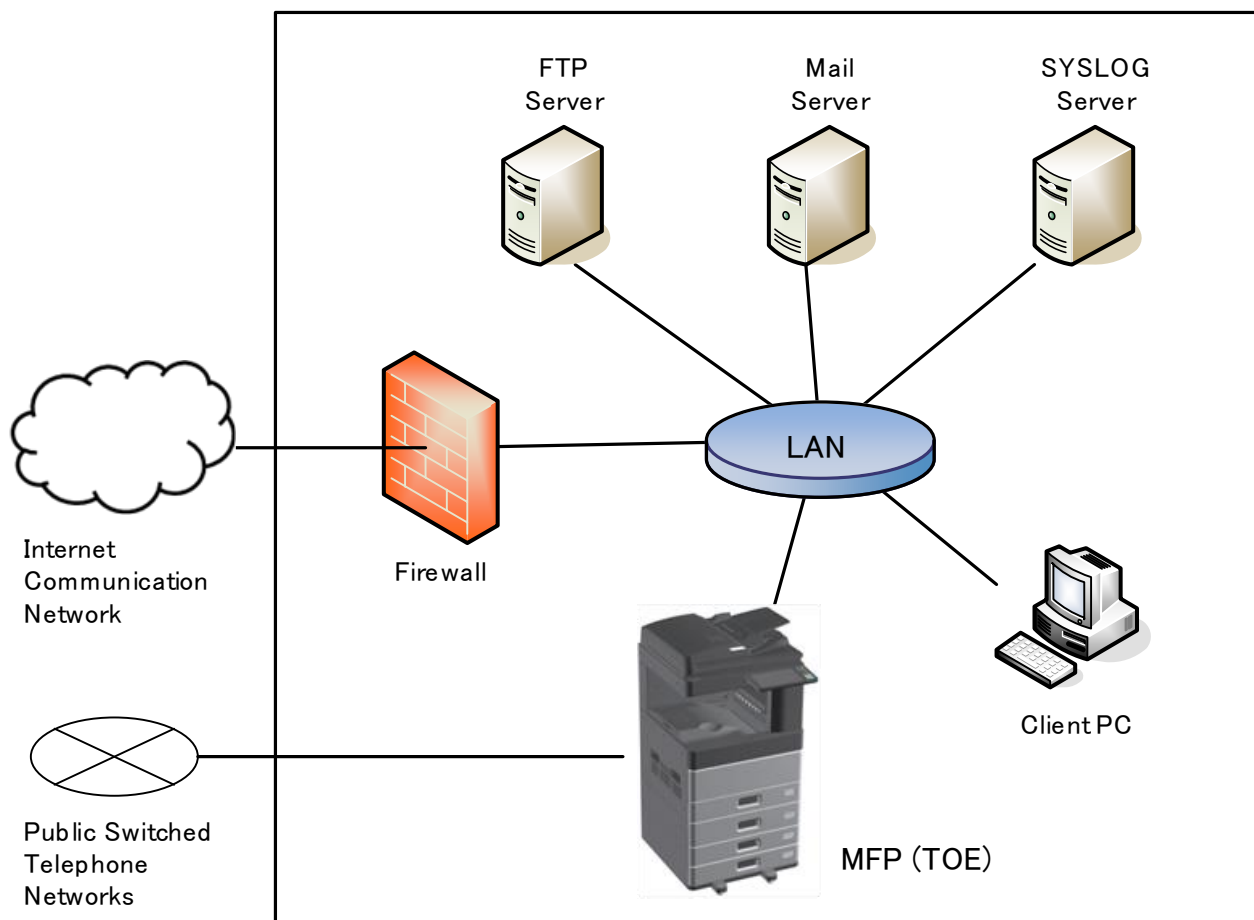 FTP
Server
Mail
Server
SYSLOG
Server
LAN
Internet
Communication
Network
Firewall
Client PC
Public Switched
Telephone
Networks
MFP (TOE)